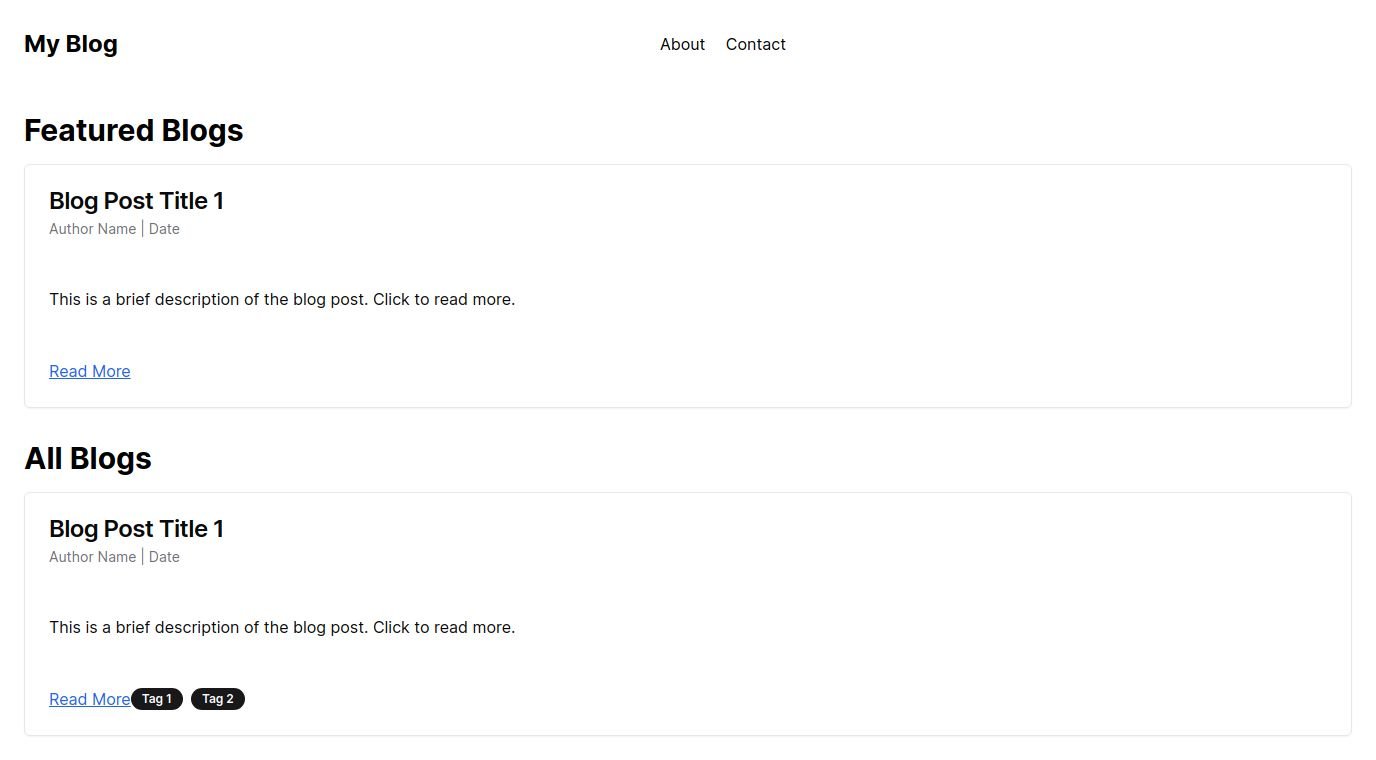 My Blog About Contact
Featured Blogs
Blog Post Title 1
Author Name | Date
This is a brief description of the blog post. Click to read more.
Read More
All Blogs
Blog Post Title 1
Author Name | Date
This is a brief description of the blog post. Click to read more.
Read More Tag 1 Tag 2